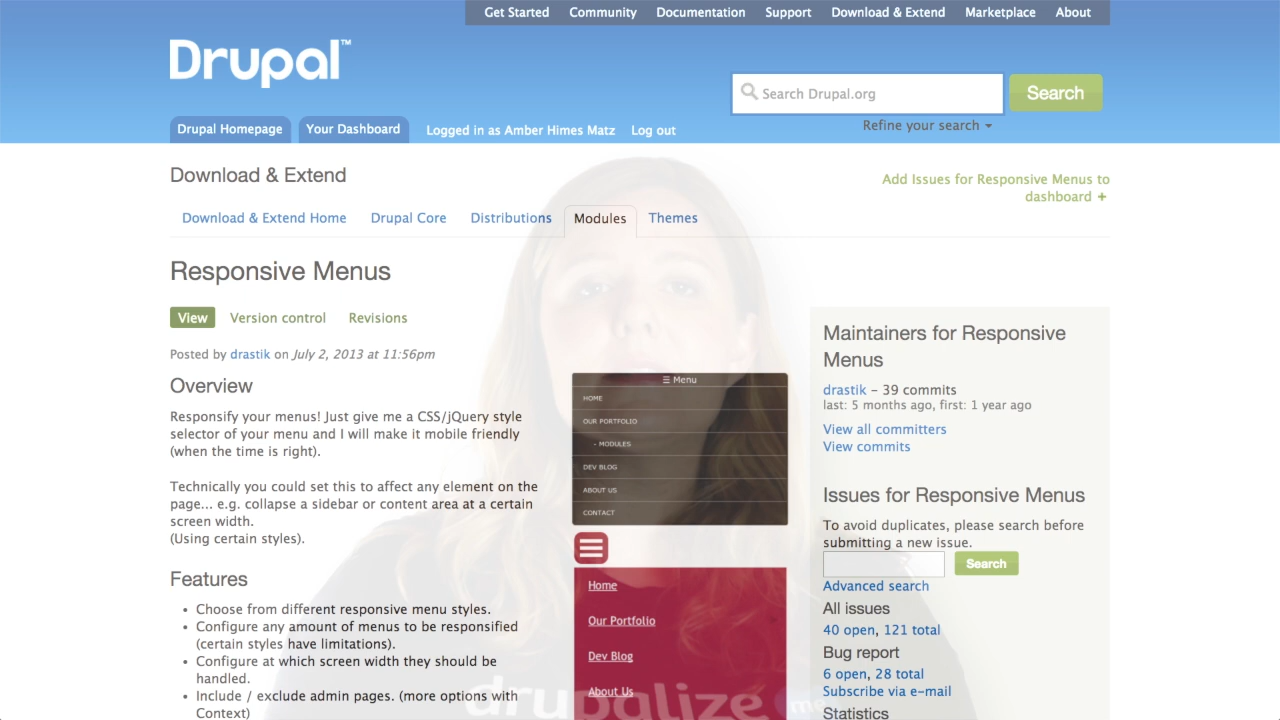 Get Started Community Documentation Support Download & Extend Marketplace About
Drupal™
Search Drupal.org Search
Refine your search
Drupal Homepage Your Dashboard Logged in as Amber Himes Matz Log out
Download & Extend
Add Issues for Responsive Menus to
dashboard +
Download & Extend Home Drupal Core Distributions Modules Themes
Responsive Menus
View Version control Revisions
Posted by drastik on July 2, 2013 at 11:56pm
Overview
Responsify your menus! Just give me a CSS/jQuery style
selector of your menu and I will make it mobile friendly
(when the time is right).
Technically you could set this to affect any element on the
page... e.g. collapse a sidebar or content area at a certain
screen width.
(Using certain styles).
Features
• Choose from different responsive menu styles.
• Configure any amount of menus to be responsified
(certain styles have limitations).
• Configure at which screen width they should be
handled.
• Include / exclude admin pages. (more options with
Context)
☰ Menu
HOME
OUR PORTFOLIO
- MODULES
DEV BLOG
ABOUT US
CONTACT
Home
Our Portfolio
Dev Blog
About Us
drupalize me
Maintainers for Responsive
Menus
drastik – 39 commits
last: 5 months ago, first: 1 year ago
View all committers
View commits
Issues for Responsive Menus
To avoid duplicates, please search before
submitting a new issue.
Search
Advanced search
All issues
40 open, 121 total
Bug report
6 open, 28 total
Subscribe via e-mail
Statistics